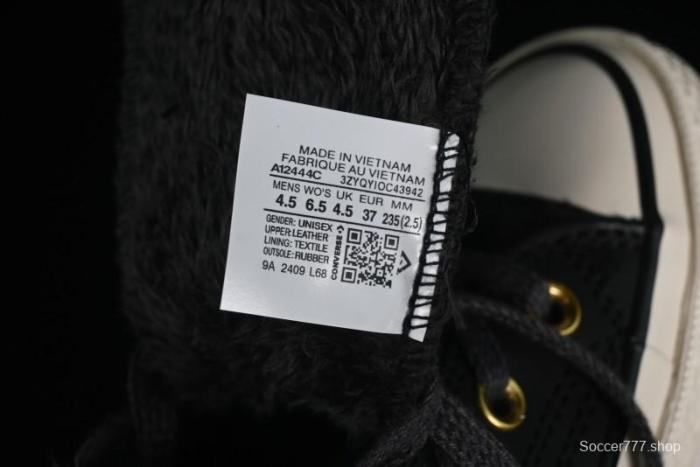 MADE IN VIETNAM
FABRIQUE AU VIETNAM
A12444C 3ZYQYIOC43942
MENS WO'S UK EUR MM
4.5 6.5 4.5 37 235(2.5)
GENDER: UNISEX
UPPER:LEATHER
LINING: TEXTILE
OUTSOLE: RUBBER
9A 2409 L68
CONVERSE
Soccer777.shop